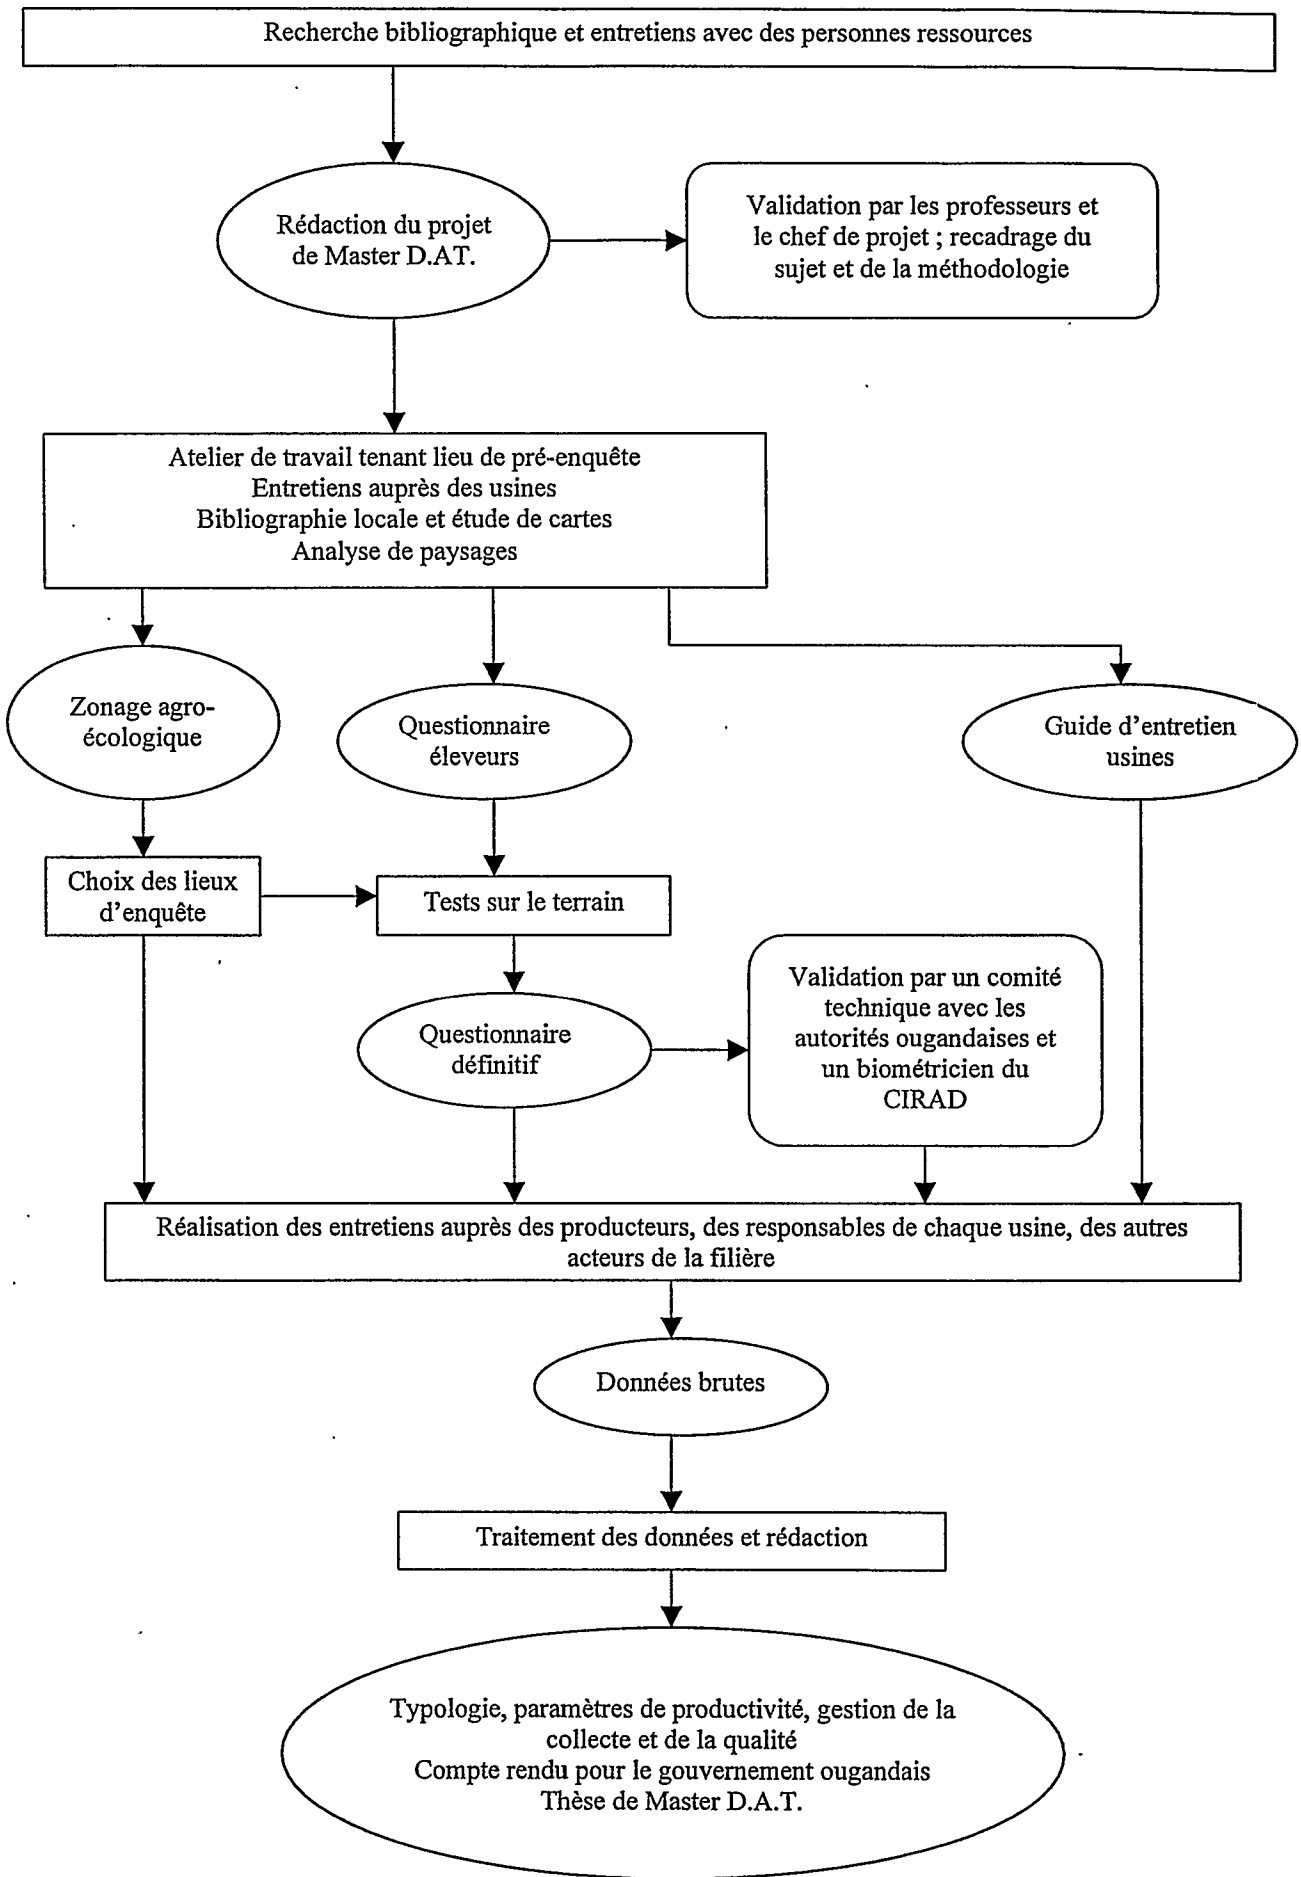 Recherche bibliographique et entretiens avec des personnes ressources
Rédaction du projet
de Master D.AT.
Validation par les professeurs et
le chef de projet ; recadrage du
sujet et de la méthodologie
Atelier de travail tenant lieu de pré-enquête
Entretiens auprès des usines
Bibliographie locale et étude de cartes
Analyse de paysages
Zonage agro-
écologique
Questionnaire
éleveurs
Guide d'entretien
usines
Choix des lieux
d'enquête
Tests sur le terrain
Questionnaire
définitif
Validation par un comité
technique avec les
autorités ougandaises et
un biométricien du
CIRAD
Réalisation des entretiens auprès des producteurs, des responsables de chaque usine, des autres
acteurs de la filière
Données brutes
Traitement des données et rédaction
Typologie, paramètres de productivité, gestion de la
collecte et de la qualité
Compte rendu pour le gouvernement ougandais
Thèse de Master D.A.T.